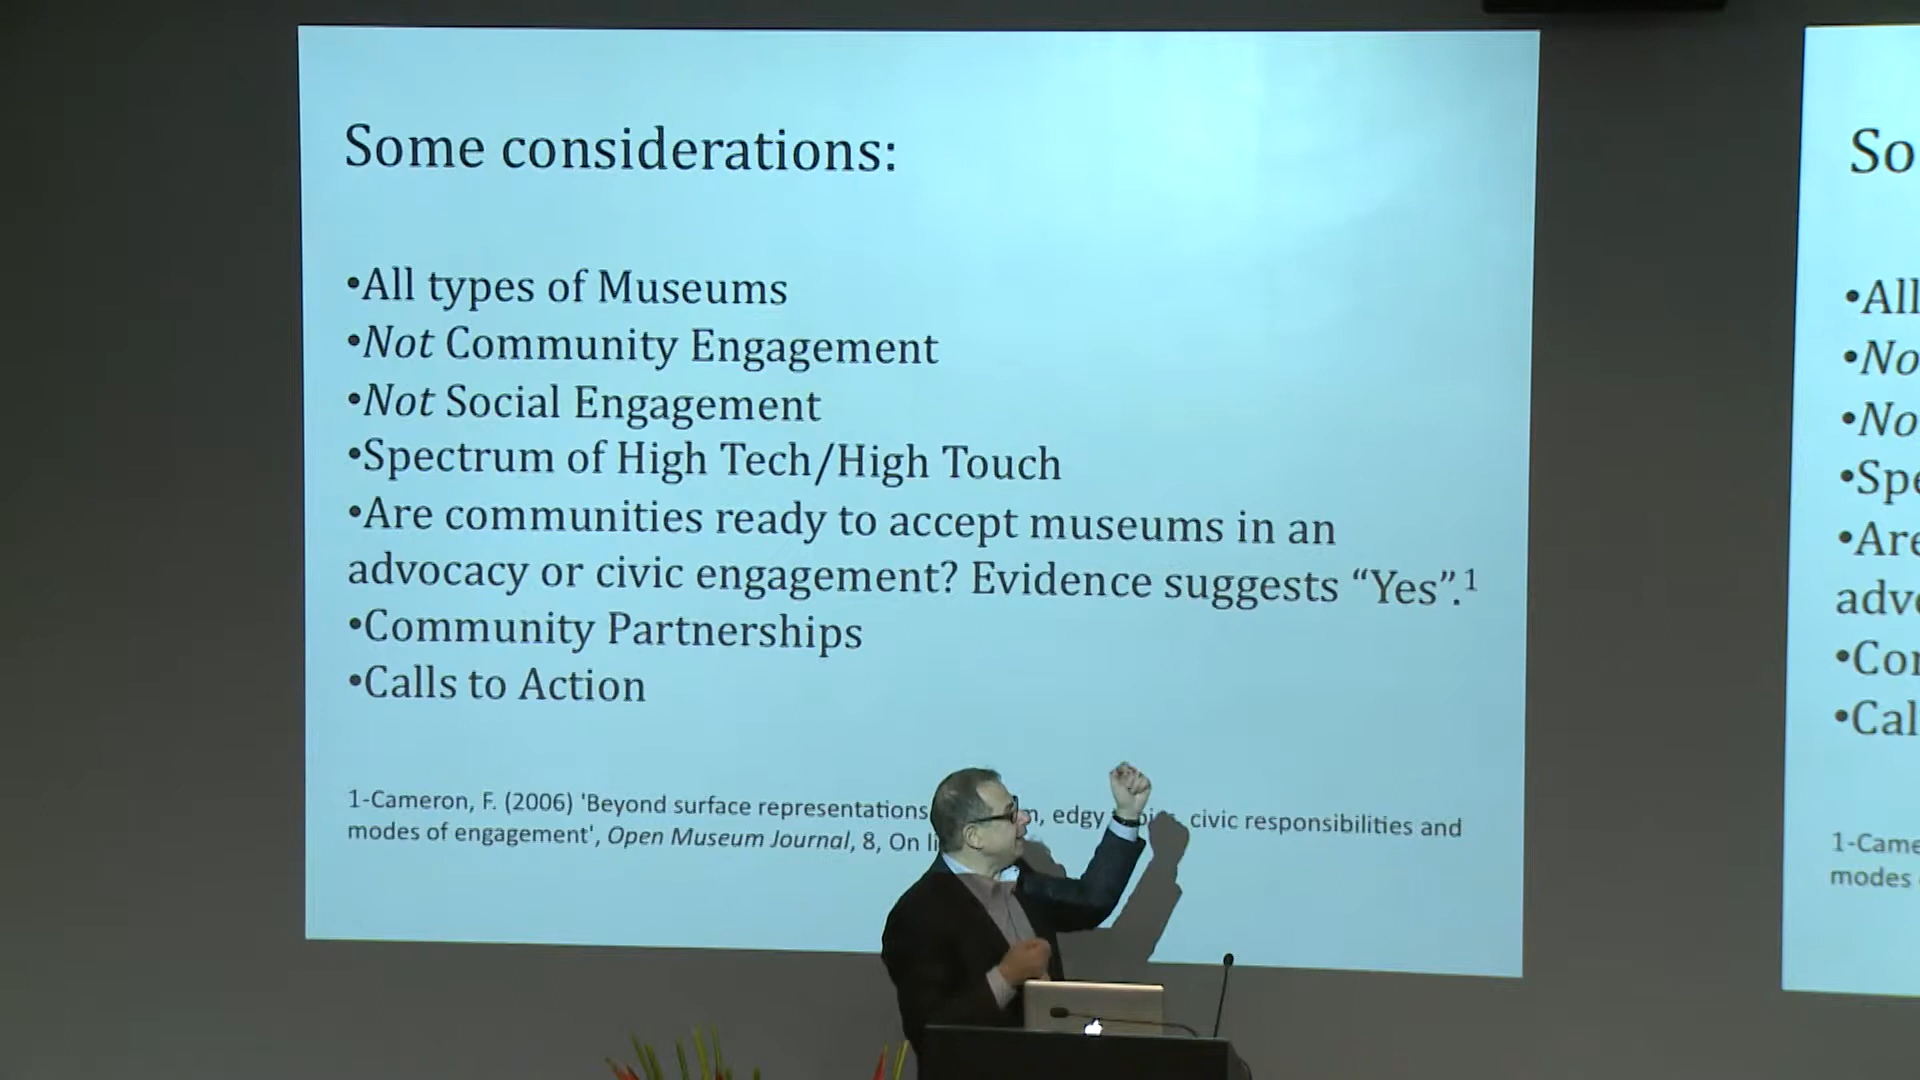 Some considerations:
•All types of Museums
•Not Community Engagement
•Not Social Engagement
•Spectrum of High Tech/High Touch
•Are communities ready to accept museums in an
advocacy or civic engagement? Evidence suggests “Yes”.1
•Community Partnerships
•Calls to Action
1-Cameron, F. (2006) 'Beyond surface representations edgy civic responsibilities and
modes of engagement', Open Museum Journal, 8, On
So
•All
•No
•No
•Spe
•Are
adv
•Co
•Cal
1-Came
modes